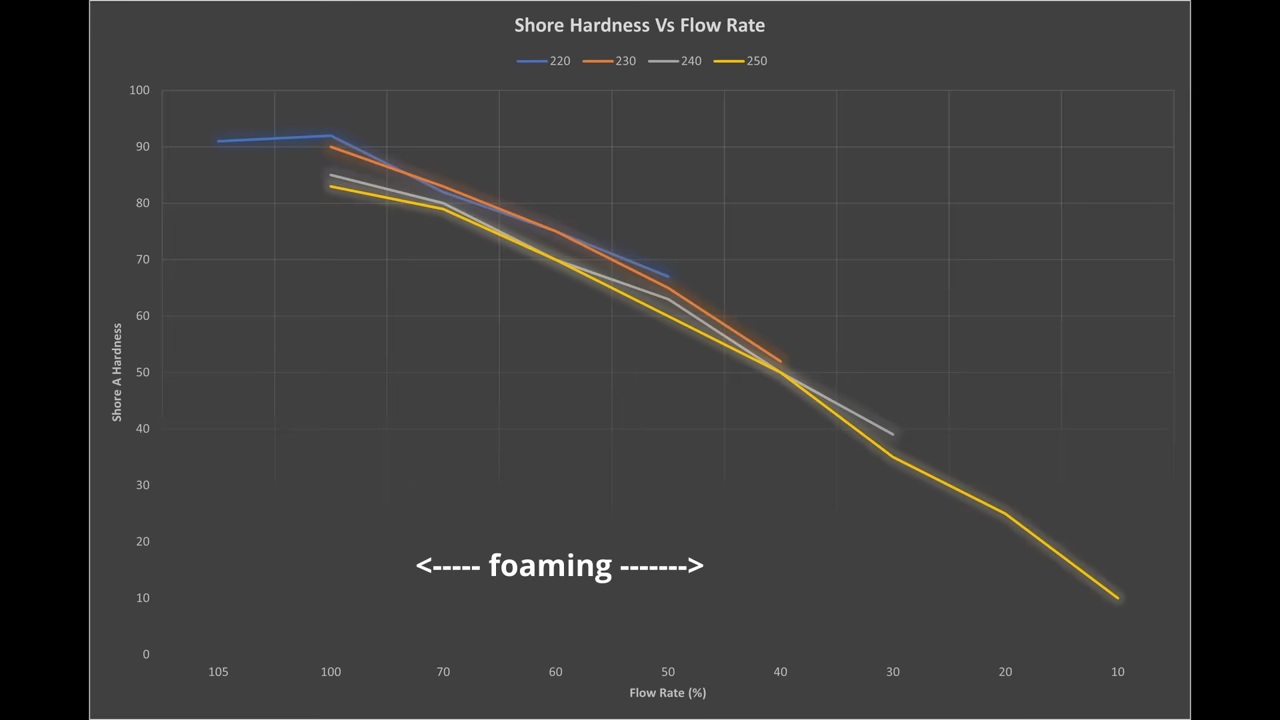 Shore Hardness Vs Flow Rate
220 230 240 250
100
90
80
70
60
50
40
30
20
10
0
Shore A Hardness
<----- foaming ------->
105 100 70 60 50 40 30 20 10
Flow Rate (%)